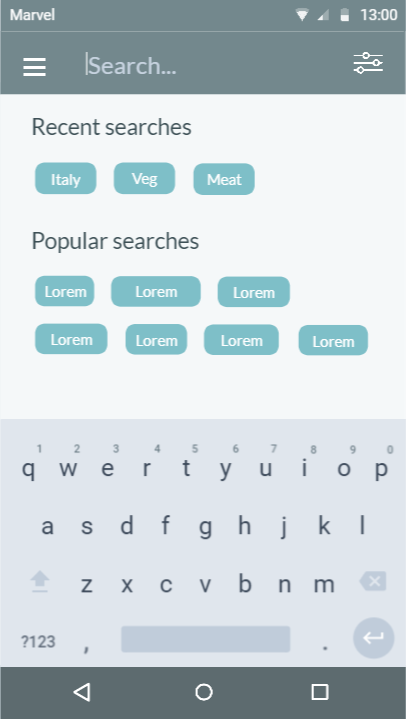 Marvel 13:00
Search...
Recent searches
Italy Veg Meat
Popular searches
Lorem Lorem Lorem
Lorem Lorem Lorem Lorem
1 2 3 4 5 6 7 8 9 0
q w e r t y u i o p
a s d f g h j k l
z x c v b n m
?123 , .